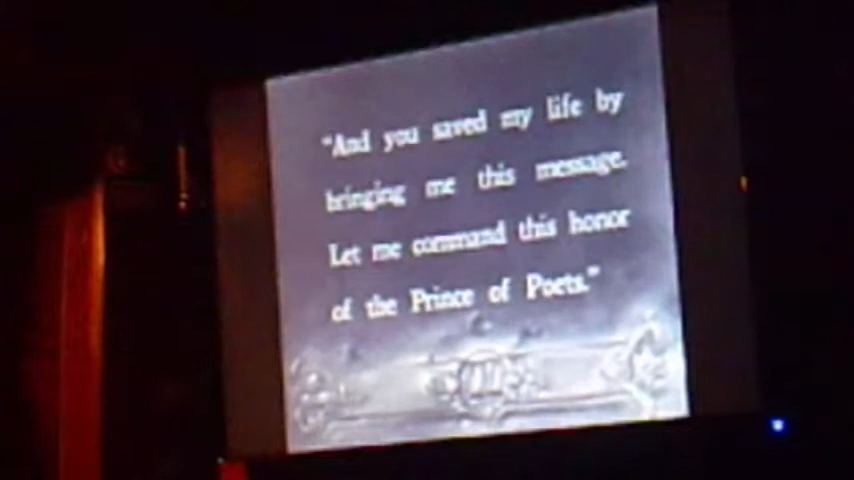 "And you saved my life by
bringing me this message.
Let me command this honor
of the Prince of Poets."